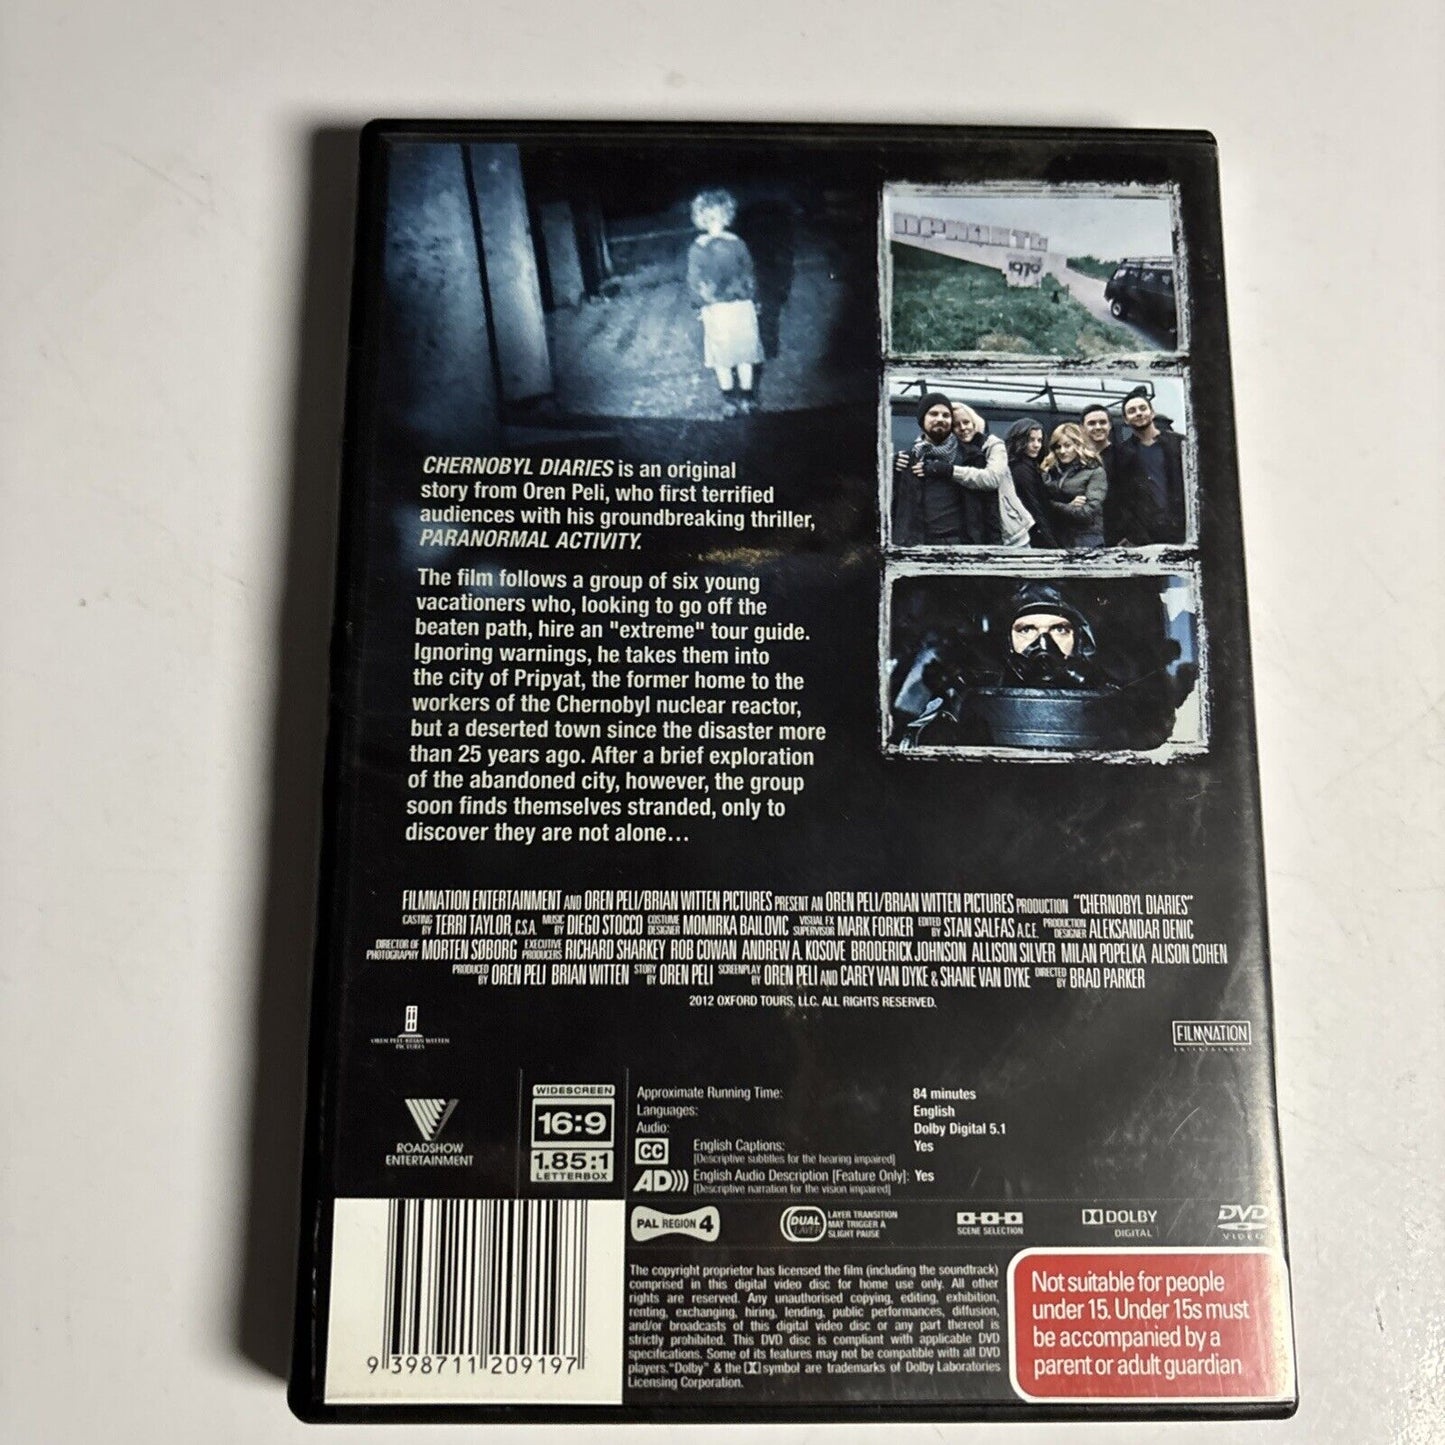 ПРИПЯТЬ
1970
CHERNOBYL DIARIES is an original
story from Oren Peli, who first terrified
audiences with his groundbreaking thriller,
PARANORMAL ACTIVITY.
The film follows a group of six young
vacationers who, looking to go off the
beaten path, hire an "extreme" tour guide.
Ignoring warnings, he takes them into
the city of Pripyat, the former home to the
workers of the Chernobyl nuclear reactor,
but a deserted town since the disaster more
than 25 years ago. After a brief exploration
of the abandoned city, however, the group
soon finds themselves stranded, only to
discover they are not alone...
FILMNATION ENTERTAINMENT AND OREN PELI/BRIAN WITTEN PICTURES PRESENT AN OREN PELI/BRIAN WITTEN PICTURES PRODUCTION "CHERNOBYL DIARIES"
CASTING BY TERRI TAYLOR, C.S.A. MUSIC BY DIEGO STOCCO COSTUME DESIGNER MOMIRKA BAILOVIC VISUAL FX SUPERVISOR MARK FORKER EDITED BY STAN SALFAS A.C.E. PRODUCTION DESIGNER ALEKSANDAR DENIC
DIRECTOR OF PHOTOGRAPHY MORTEN SØBORG EXECUTIVE PRODUCERS RICHARD SHARKEY ROB COWAN ANDREW A. KOSOVE BRODERICK JOHNSON ALLISON SILVER MILAN POPELKA ALISON COHEN
PRODUCED BY OREN PELI BRIAN WITTEN STORY BY OREN PELI SCREENPLAY BY OREN PELI AND CAREY VAN DYKE & SHANE VAN DYKE DIRECTED BY BRAD PARKER
2012 OXFORD TOURS, LLC. ALL RIGHTS RESERVED.
OREN PELI-BRIAN WITTEN
PICTURES
FILMNATION
ENTERTAINMENT
ROADSHOW
ENTERTAINMENT
WIDESCREEN
16:9
1.85:1
LETTERBOX
Approximate Running Time: 84 minutes
Languages: English
Audio: Dolby Digital 5.1
CC English Captions: Yes
[Descriptive subtitles for the hearing impaired]
AD))) English Audio Description [Feature Only]: Yes
[Descriptive narration for the vision impaired]
PAL REGION 4
DUAL LAYER
LAYER TRANSITION
MAY TRIGGER A
SLIGHT PAUSE
SCENE SELECTION
DOLBY
DIGITAL
DVD
VIDEO
The copyright proprietor has licensed the film (including the soundtrack)
comprised in this digital video disc for home use only. All other
rights are reserved. Any unauthorised copying, editing, exhibition,
renting, exchanging, hiring, lending, public performances, diffusion,
and/or broadcasts of this digital video disc or any part thereof is
strictly prohibited. This DVD disc is compliant with applicable DVD
specifications. Some of its features may not be compatible with all DVD
players. "Dolby" & the symbol are trademarks of Dolby Laboratories
Licensing Corporation.
Not suitable for people
under 15. Under 15s must
be accompanied by a
parent or adult guardian
9 398711 209197